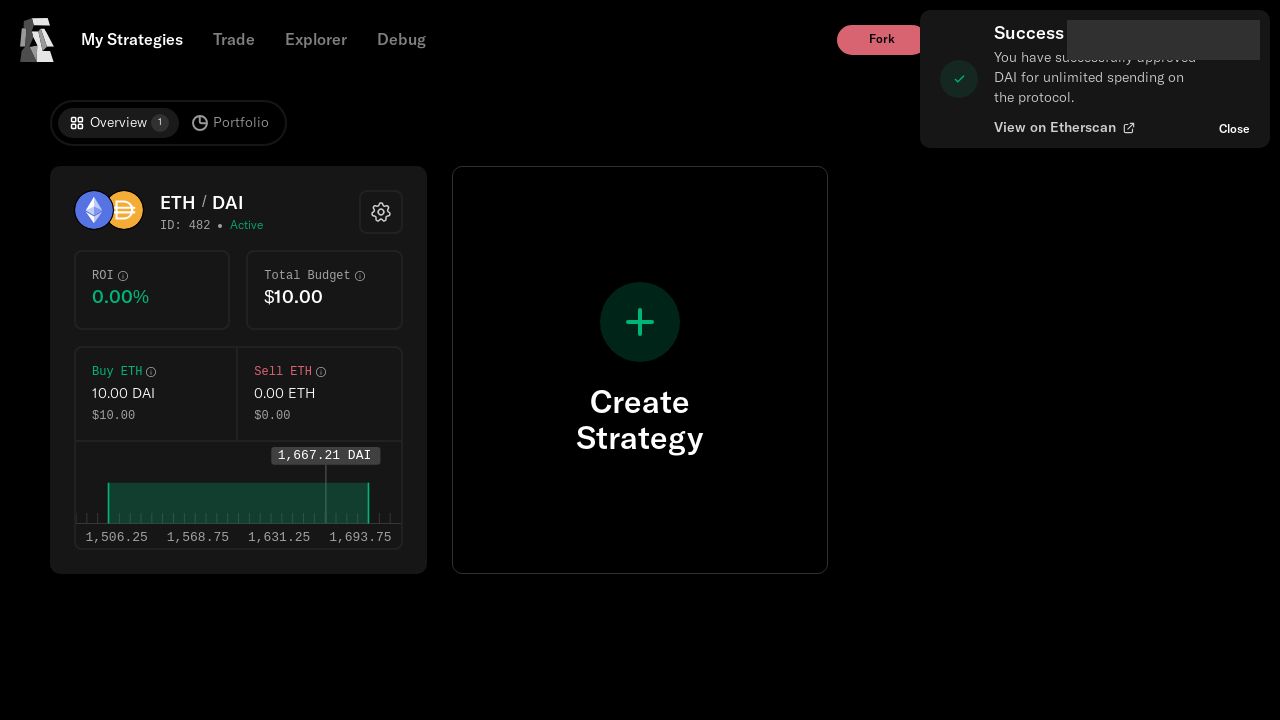 My Strategies
Trade
Explorer
Debug
Fork
Success
You have successfully approved
DAI for unlimited spending on
the protocol.
View on Etherscan
Close
Overview 1
Portfolio
ETH / DAI
ID: 482 • Active
ROI
0.00%
Total Budget
$10.00
Buy ETH
10.00 DAI
$10.00
Sell ETH
0.00 ETH
$0.00
1,667.21 DAI
1,506.25 1,568.75 1,631.25 1,693.75
Create
Strategy